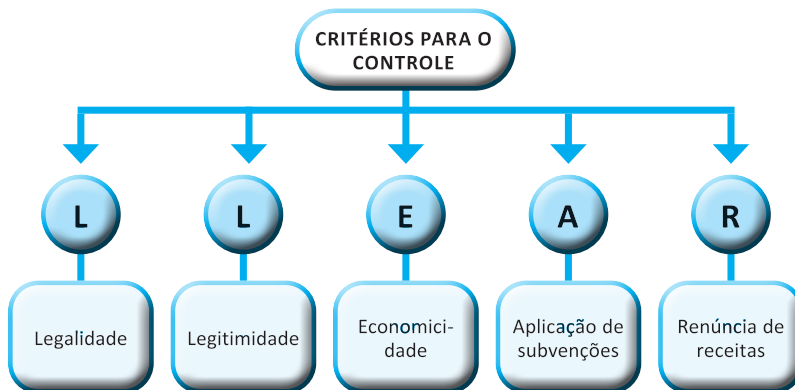 CRITÉRIOS PARA O
CONTROLE
L
L
E
A
R
Legalidade
Legitimidade
Economici-
dade
Aplicação de
subvenções
Renúncia de
receitas